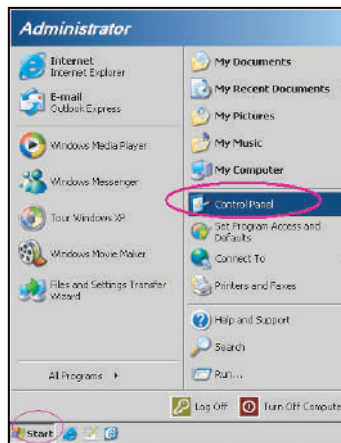 Administrator
Internet
Internet Explorer
E-mail
Outlook Express
Windows Media Player
Windows Messenger
Tour Windows XP
Windows Movie Maker
Files and Settings Transfer
Wizard
All Programs
My Documents
My Recent Documents
My Pictures
My Music
My Computer
Control Panel
Set Program Access and
Defaults
Connect To
Printers and Faxes
Help and Support
Search
Run...
Log Off
Turn Off Compute
Start